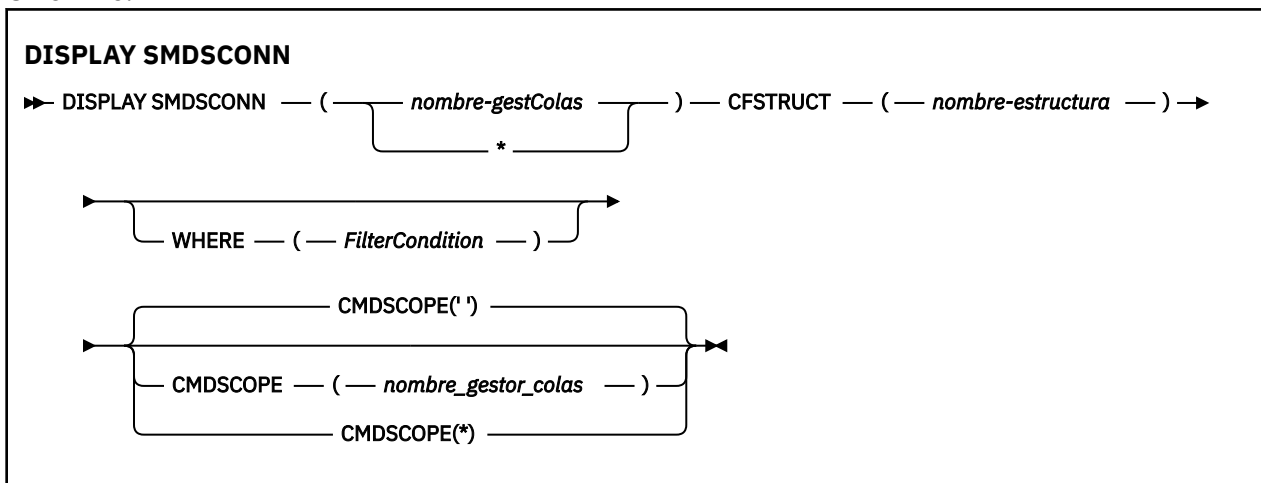 DISPLAY SMDSCONN
DISPLAY SMDSCONN ( nombre-gestColas ) CFSTRUCT ( nombre-estructura )
*
WHERE ( FilterCondition )
CMDSCOPE(' ')
CMDSCOPE ( nombre_gestor_colas )
CMDSCOPE(*)